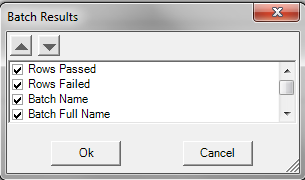 Batch Results
Rows Passed
Rows Failed
Batch Name
Batch Full Name
Ok
Cancel